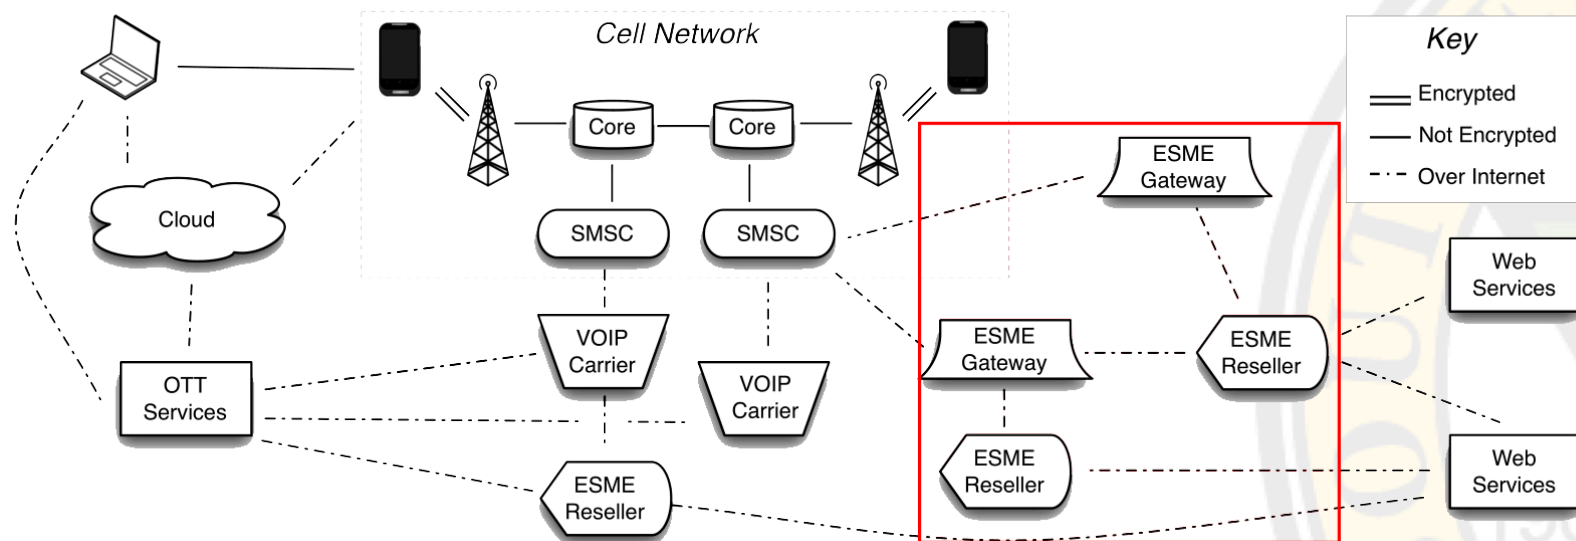 Cell Network
Key
Encrypted
Not Encrypted
Over Internet
Core
Core
ESME
Gateway
Cloud
SMSC
SMSC
Web
Services
VOIP
Carrier
ESME
Gateway
ESME
Reseller
OTT
Services
VOIP
Carrier
ESME
Reseller
ESME
Reseller
Web
Services